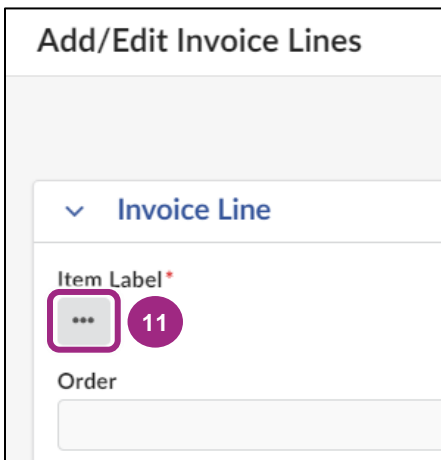 Add/Edit Invoice Lines
Invoice Line
Item Label*
•••
11
Order